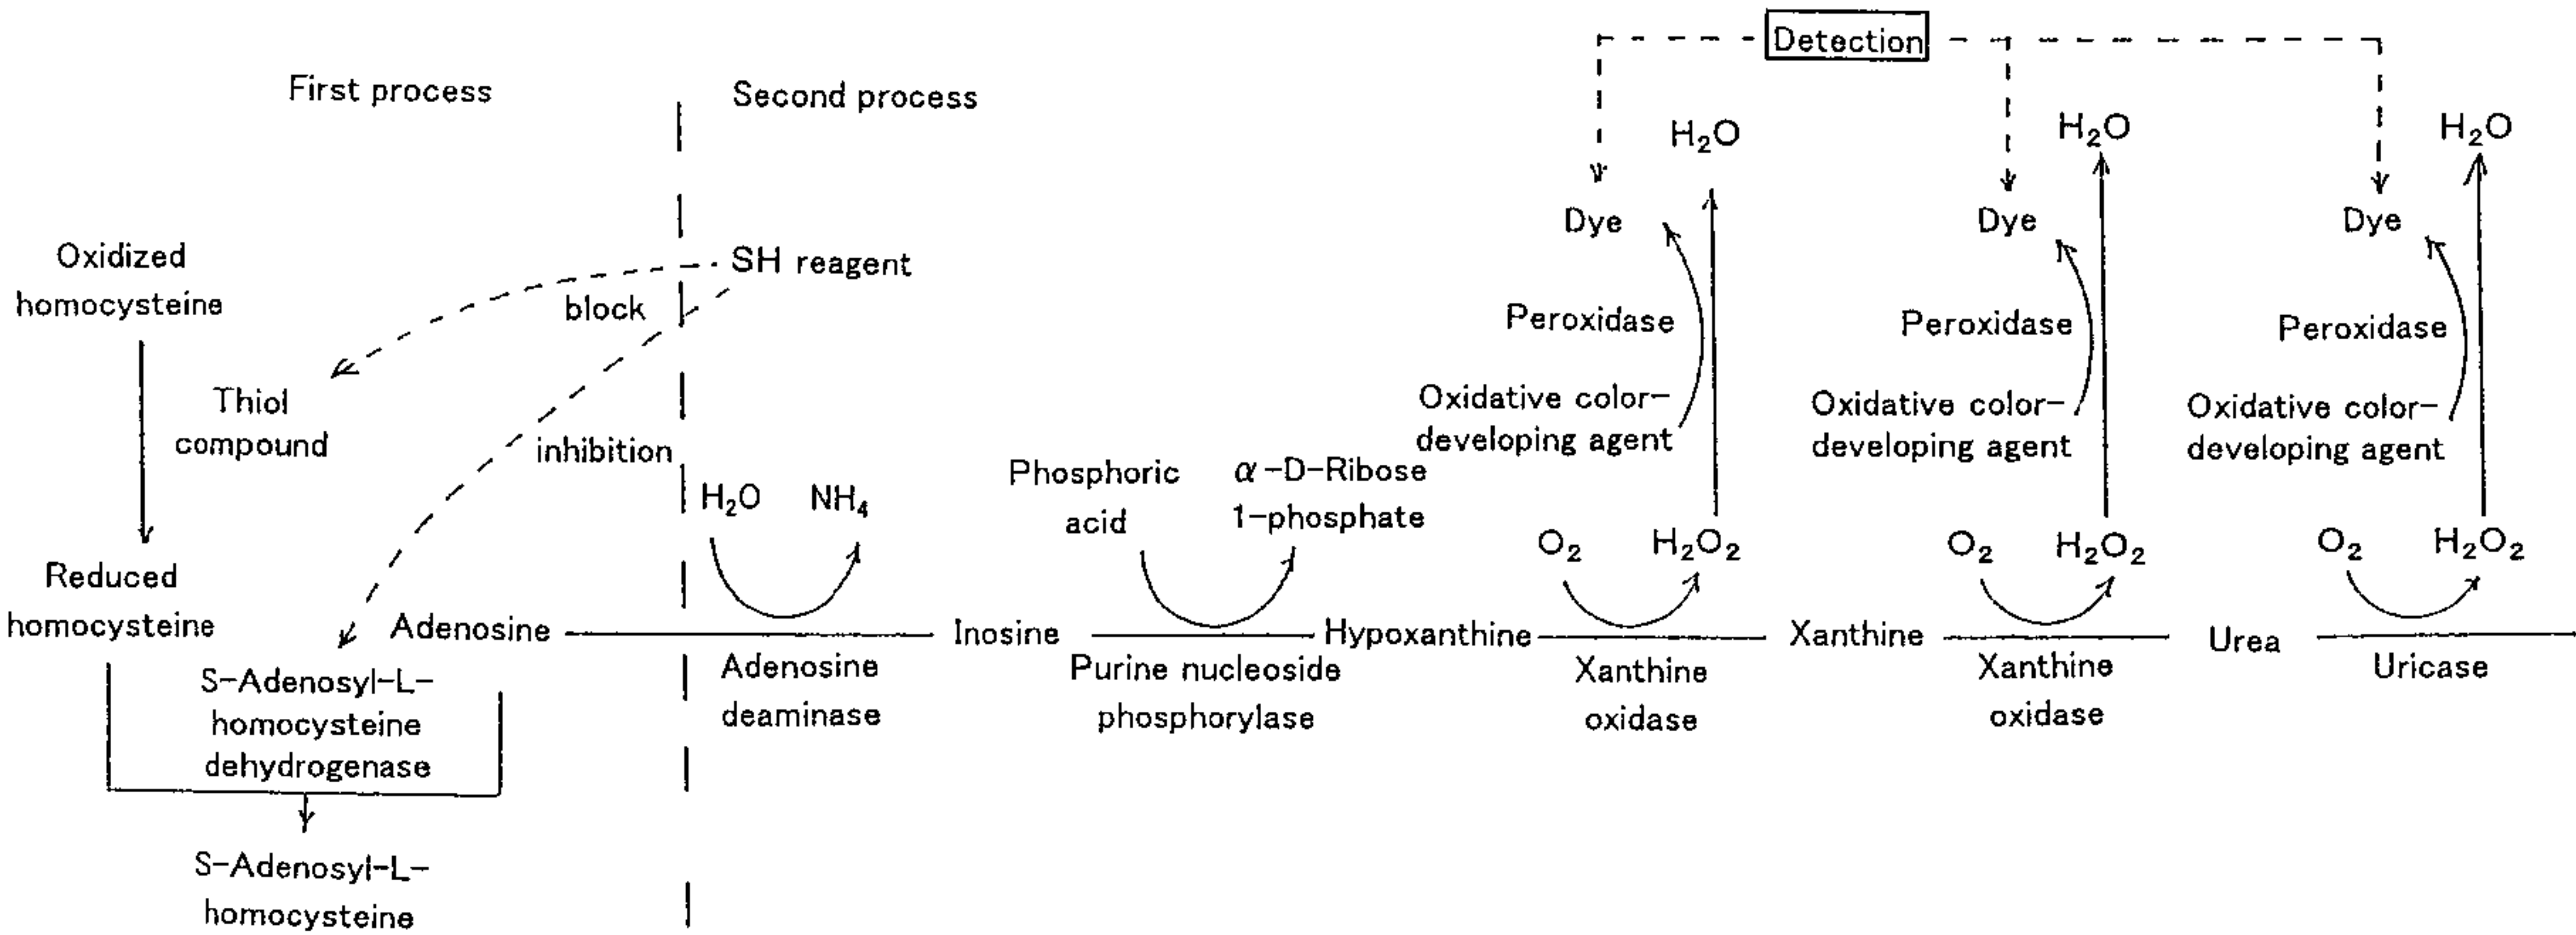 Detection
First process
Second process
H₂O
H₂O
H₂O
Dye
Dye
Dye
Oxidized
homocysteine
SH reagent
block
Thiol
compound
inhibition
Peroxidase
Peroxidase
Peroxidase
Oxidative color-
developing agent
Oxidative color-
developing agent
Oxidative color-
developing agent
H₂O
NH₄
Phosphoric
acid
α-D-Ribose
1-phosphate
O₂
H₂O₂
O₂
H₂O₂
O₂
H₂O₂
Reduced
homocysteine
Adenosine
Inosine
Hypoxanthine
Xanthine
Urea
S-Adenosyl-L-
homocysteine
dehydrogenase
Adenosine
deaminase
Purine nucleoside
phosphorylase
Xanthine
oxidase
Xanthine
oxidase
Uricase
S-Adenosyl-L-
homocysteine